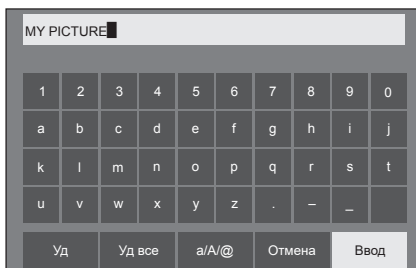 MY PICTURE
1 2 3 4 5 6 7 8 9 0
a b c d e f g h i j
k l m n o p q r s t
u v w x y z . – _
Уд Уд все a/A/@ Отмена Ввод